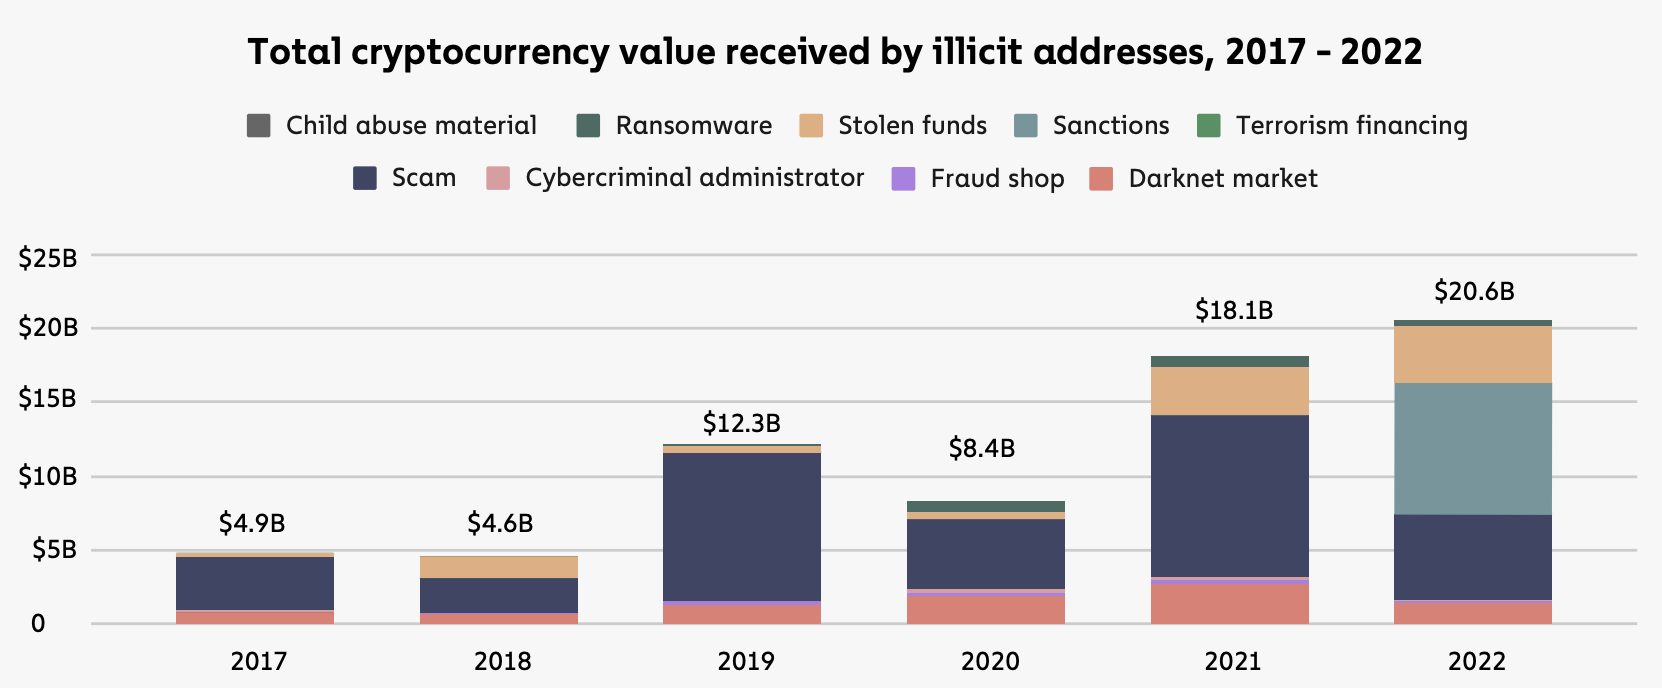 Total cryptocurrency value received by illicit addresses, 2017 – 2022
Child abuse material Ransomware Stolen funds Sanctions Terrorism financing
Scam Cybercriminal administrator Fraud shop Darknet market
$25B
$20B
$15B
$10B
$5B
0
$4.9B
$4.6B
$12.3B
$8.4B
$18.1B
$20.6B
2017 2018 2019 2020 2021 2022